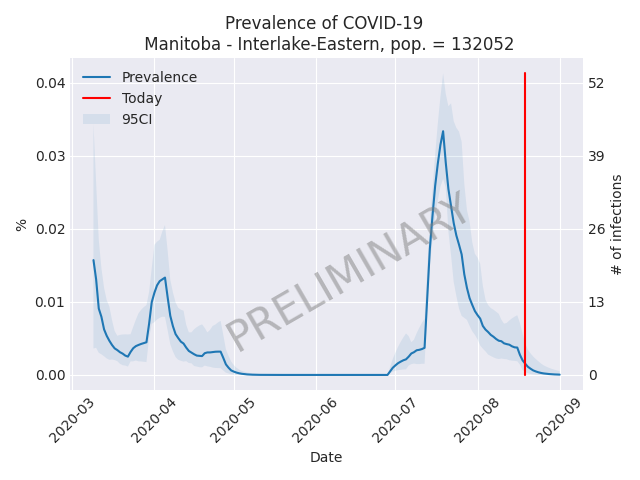 Prevalence of COVID-19
Manitoba - Interlake-Eastern, pop. = 132052
Prevalence
Today
95CI
0.04
0.03
0.02
0.01
0.00
%
52
39
26
13
0
# of infections
PRELIMINARY
2020-03
2020-04
2020-05
2020-06
2020-07
2020-08
2020-09
Date